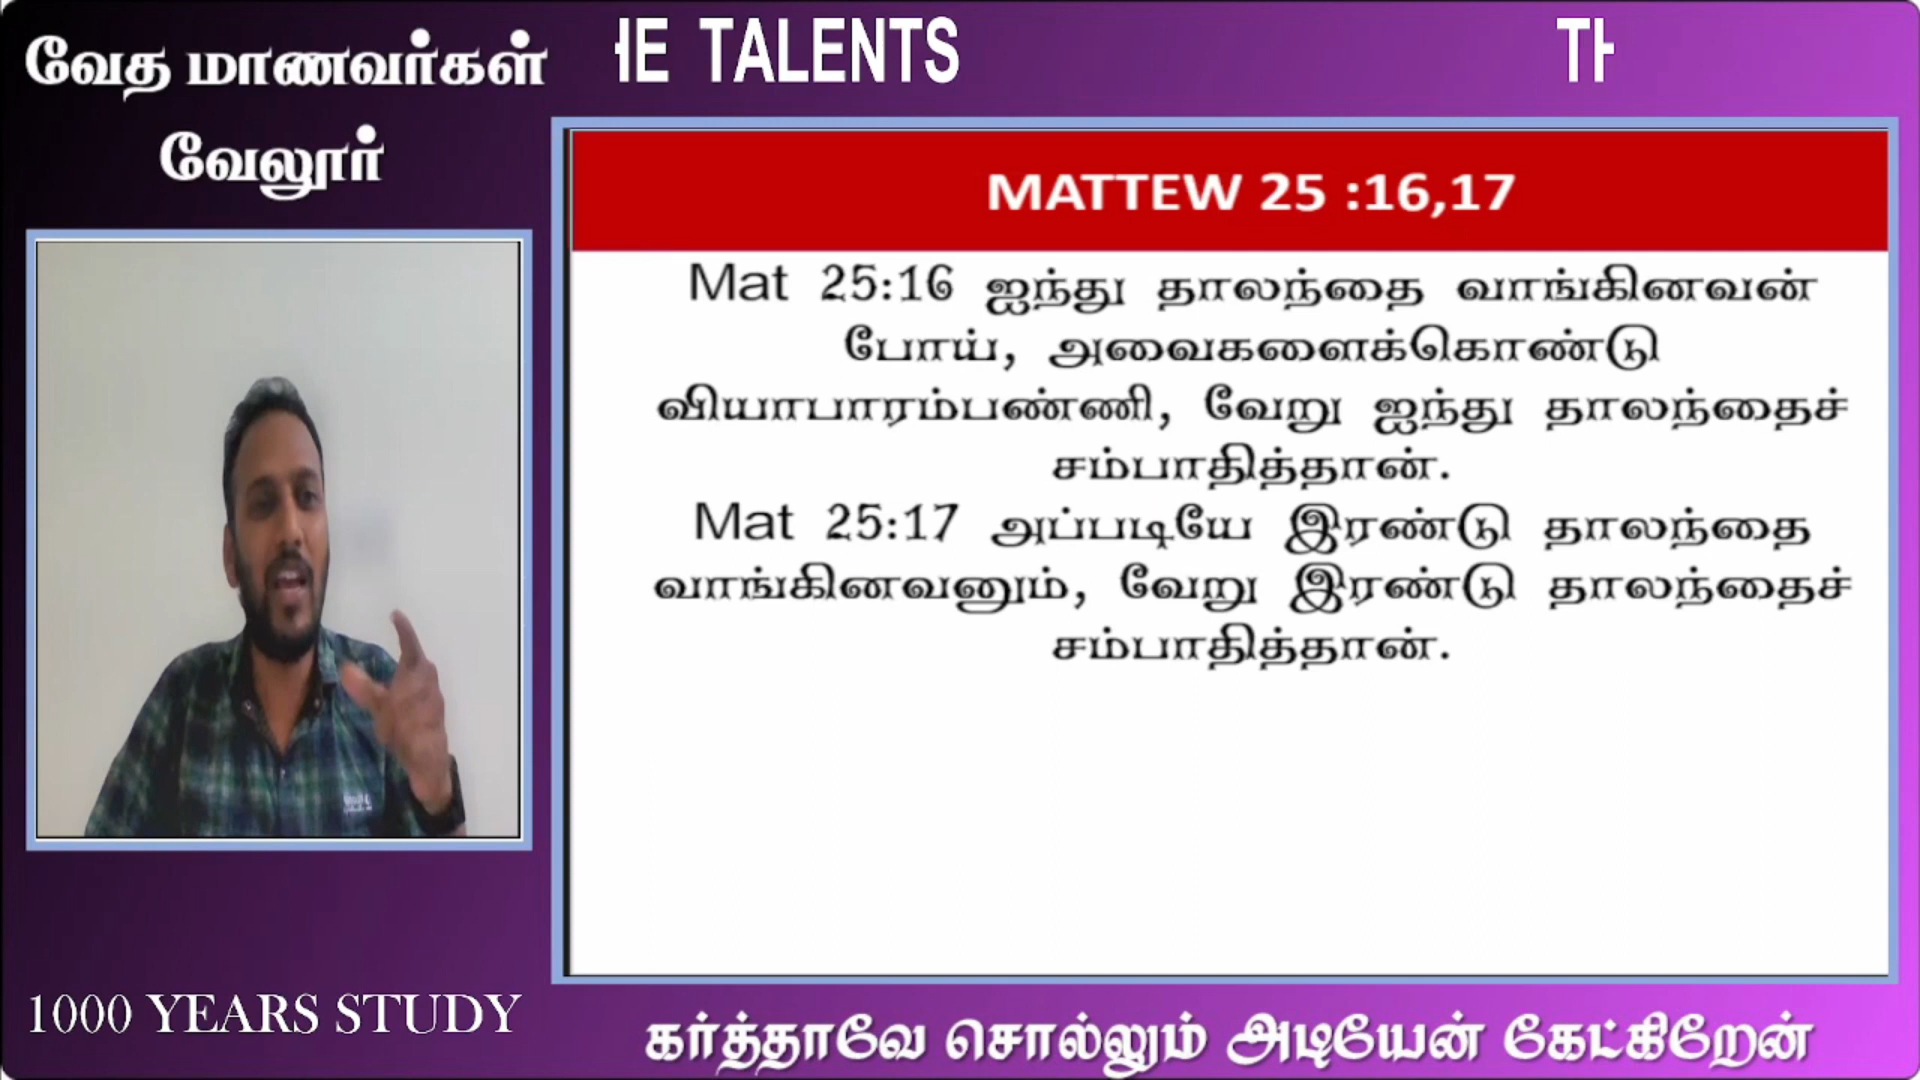 வேத மாணவர்கள்
வேலூர்
HE TALENTS
TH
MATTEW 25 :16,17
Mat 25:16 ஐந்து தாலந்தை வாங்கினவன்
போய், அவைகளைக்கொண்டு
வியாபாரம்பண்ணி, வேறு ஐந்து தாலந்தைச்
சம்பாதித்தான்.
Mat 25:17 அப்படியே இரண்டு தாலந்தை
வாங்கினவனும், வேறு இரண்டு தாலந்தைச்
சம்பாதித்தான்.
1000 YEARS STUDY
கர்த்தாவே சொல்லும் அடியேன் கேட்கிறேன்